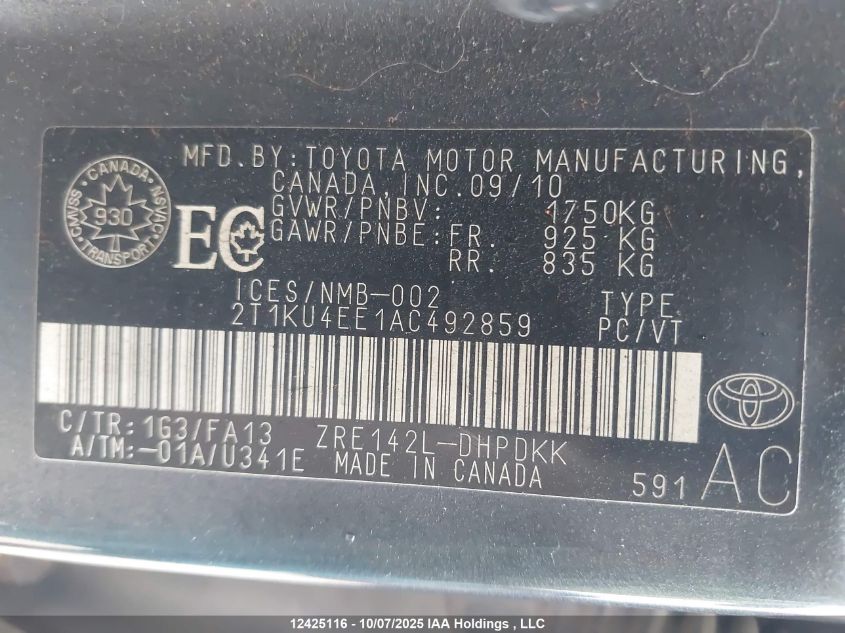 MFD.BY:TOYOTA MOTOR MANUFACTURING,
CANADA,INC.09/10
GVWR/PNBV: 1750KG
GAWR/PNBE:FR. 925 KG
RR. 835 KG
CANADA
CMVSS
930
NSVAC
TRANSPORT
EC
ICES/NMB-002
2T1KU4EE1AC492859
TYPE
PC/VT
C/TR:1G3/FA13 ZRE142L-DHPDKK
A/TM:-01A/U341E MADE IN CANADA
591 AC
12425116 - 10/07/2025 IAA Holdings , LLC